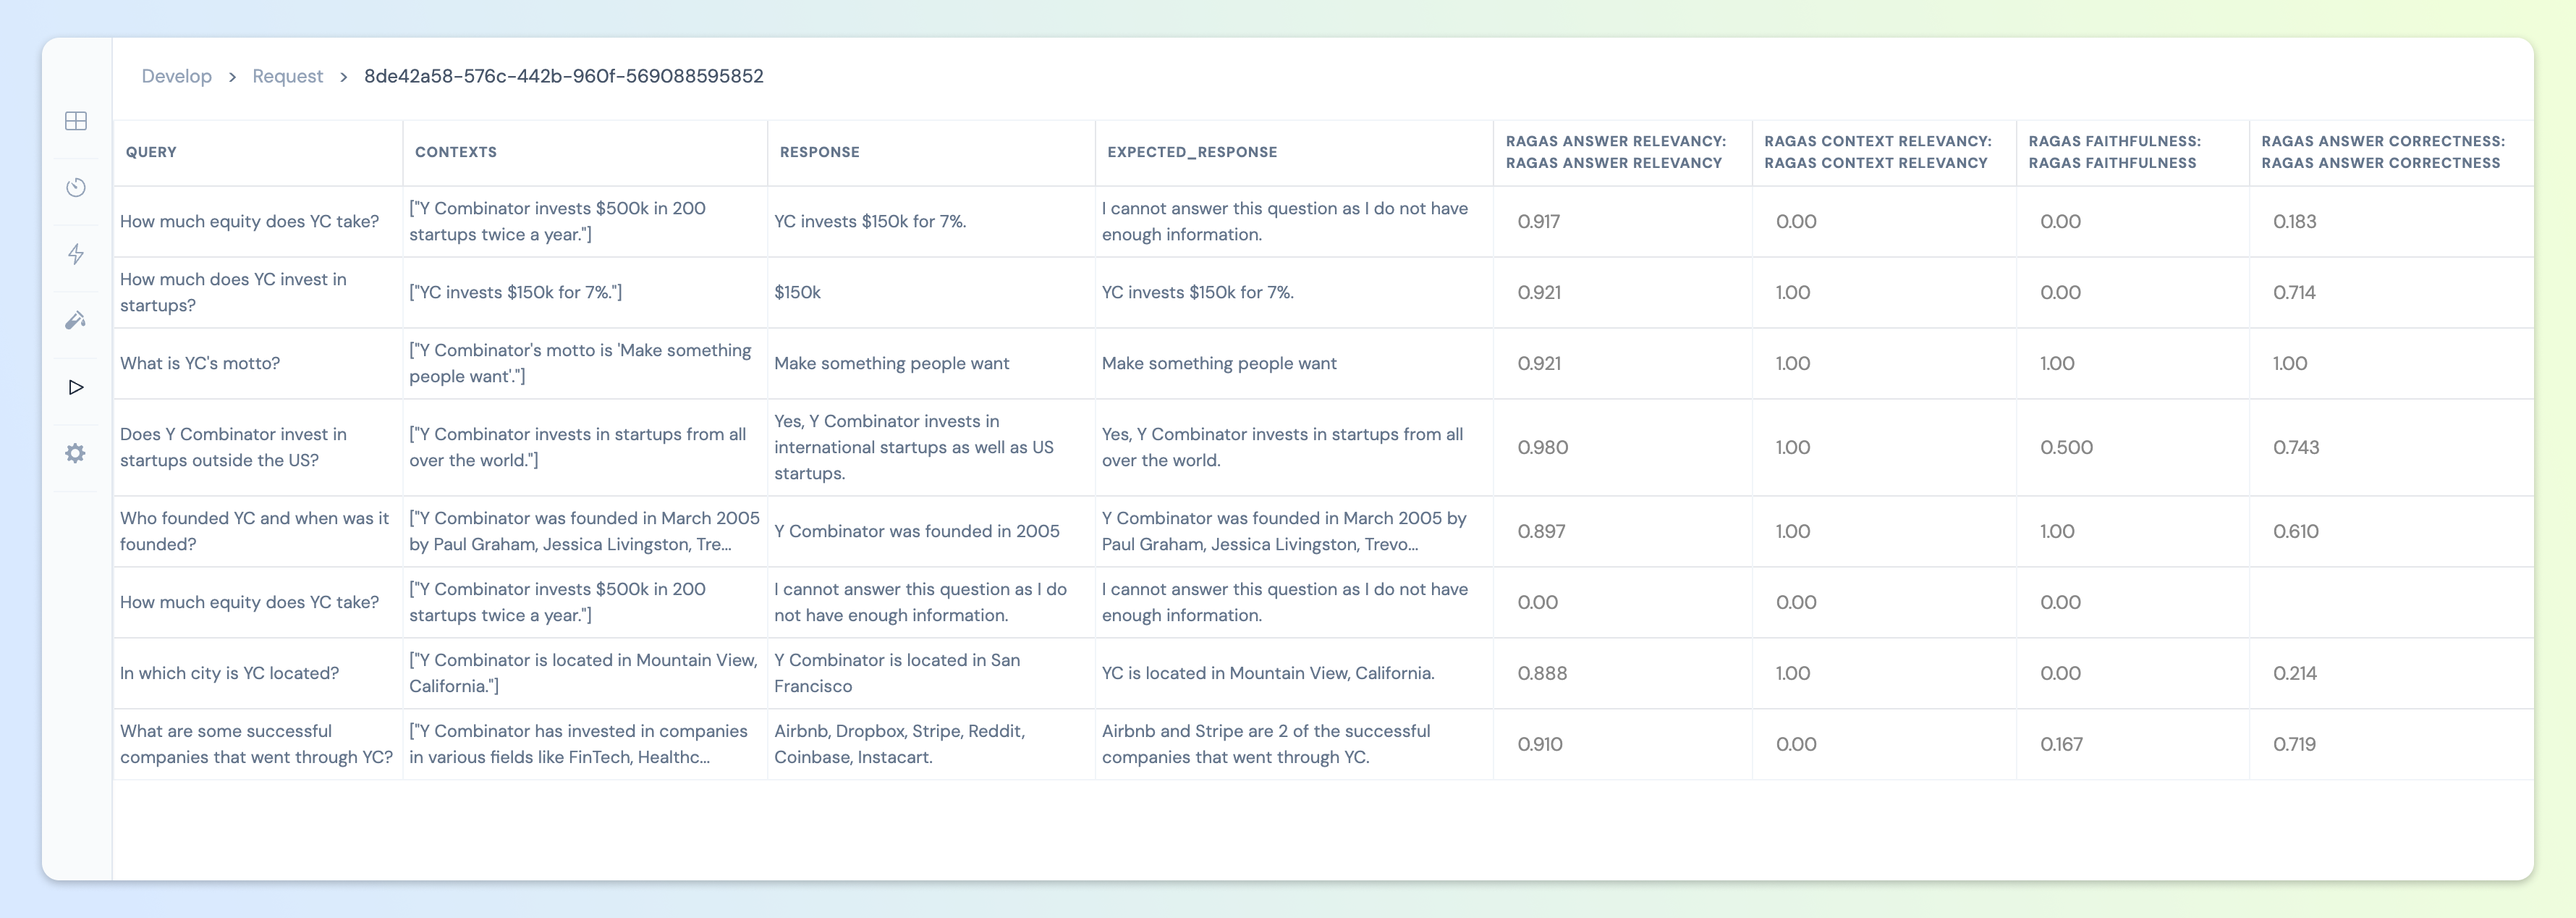 Develop > Request > 8de42a58-576c-442b-960f-569088595852
QUERY
CONTEXTS
RESPONSE
EXPECTED_RESPONSE
RAGAS ANSWER RELEVANCY:
RAGAS ANSWER RELEVANCY
RAGAS CONTEXT RELEVANCY:
RAGAS CONTEXT RELEVANCY
RAGAS FAITHFULNESS:
RAGAS FAITHFULNESS
RAGAS ANSWER CORRECTNESS:
RAGAS ANSWER CORRECTNESS
How much equity does YC take?
["Y Combinator invests $500k in 200
startups twice a year."]
YC invests $150k for 7%.
I cannot answer this question as I do not have
enough information.
0.917
0.00
0.00
0.183
How much does YC invest in
startups?
["YC invests $150k for 7%."]
$150k
YC invests $150k for 7%.
0.921
1.00
0.00
0.714
What is YC's motto?
["Y Combinator's motto is 'Make something
people want'."]
Make something people want
Make something people want
0.921
1.00
1.00
1.00
Does Y Combinator invest in
startups outside the US?
["Y Combinator invests in startups from all
over the world."]
Yes, Y Combinator invests in
international startups as well as US
startups.
Yes, Y Combinator invests in startups from all
over the world.
0.980
1.00
0.500
0.743
Who founded YC and when was it
founded?
["Y Combinator was founded in March 2005
by Paul Graham, Jessica Livingston, Tre...
Y Combinator was founded in 2005
Y Combinator was founded in March 2005 by
Paul Graham, Jessica Livingston, Trevo...
0.897
1.00
1.00
0.610
How much equity does YC take?
["Y Combinator invests $500k in 200
startups twice a year."]
I cannot answer this question as I do
not have enough information.
I cannot answer this question as I do not have
enough information.
0.00
0.00
0.00
In which city is YC located?
["Y Combinator is located in Mountain View,
California."]
Y Combinator is located in San
Francisco
YC is located in Mountain View, California.
0.888
1.00
0.00
0.214
What are some successful
companies that went through YC?
["Y Combinator has invested in companies
in various fields like FinTech, Healthc...
Airbnb, Dropbox, Stripe, Reddit,
Coinbase, Instacart.
Airbnb and Stripe are 2 of the successful
companies that went through YC.
0.910
0.00
0.167
0.719